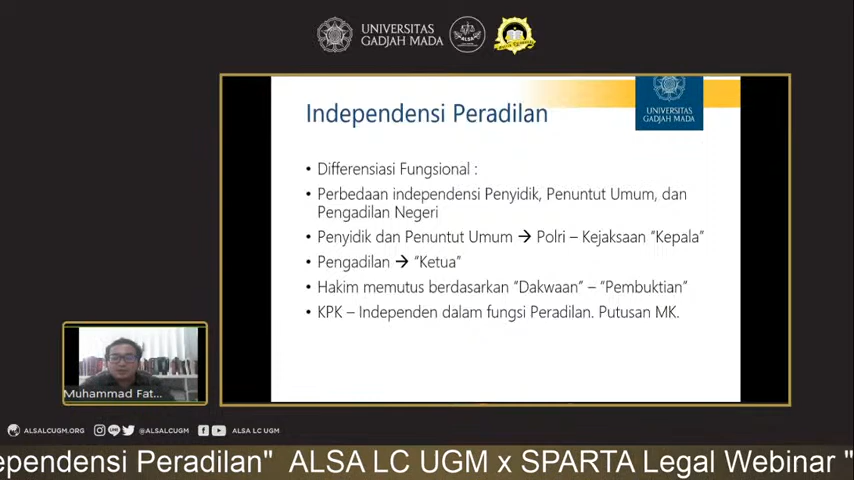 UNIVERSITAS
GADJAH MADA
ALSA
UNIVERSITAS
GADJAH MADA
Independensi Peradilan
• Differensiasi Fungsional :
• Perbedaan independensi Penyidik, Penuntut Umum, dan
Pengadilan Negeri
• Penyidik dan Penuntut Umum → Polri – Kejaksaan “Kepala”
• Pengadilan → “Ketua”
• Hakim memutus berdasarkan “Dakwaan” – “Pembuktian”
• KPK – Independen dalam fungsi Peradilan. Putusan MK.
Muhammad Fat...
ALSALCUGM.ORG @ALSALCUGM ALSA LC UGM
ependensi Peradilan" ALSA LC UGM x SPARTA Legal Webinar "